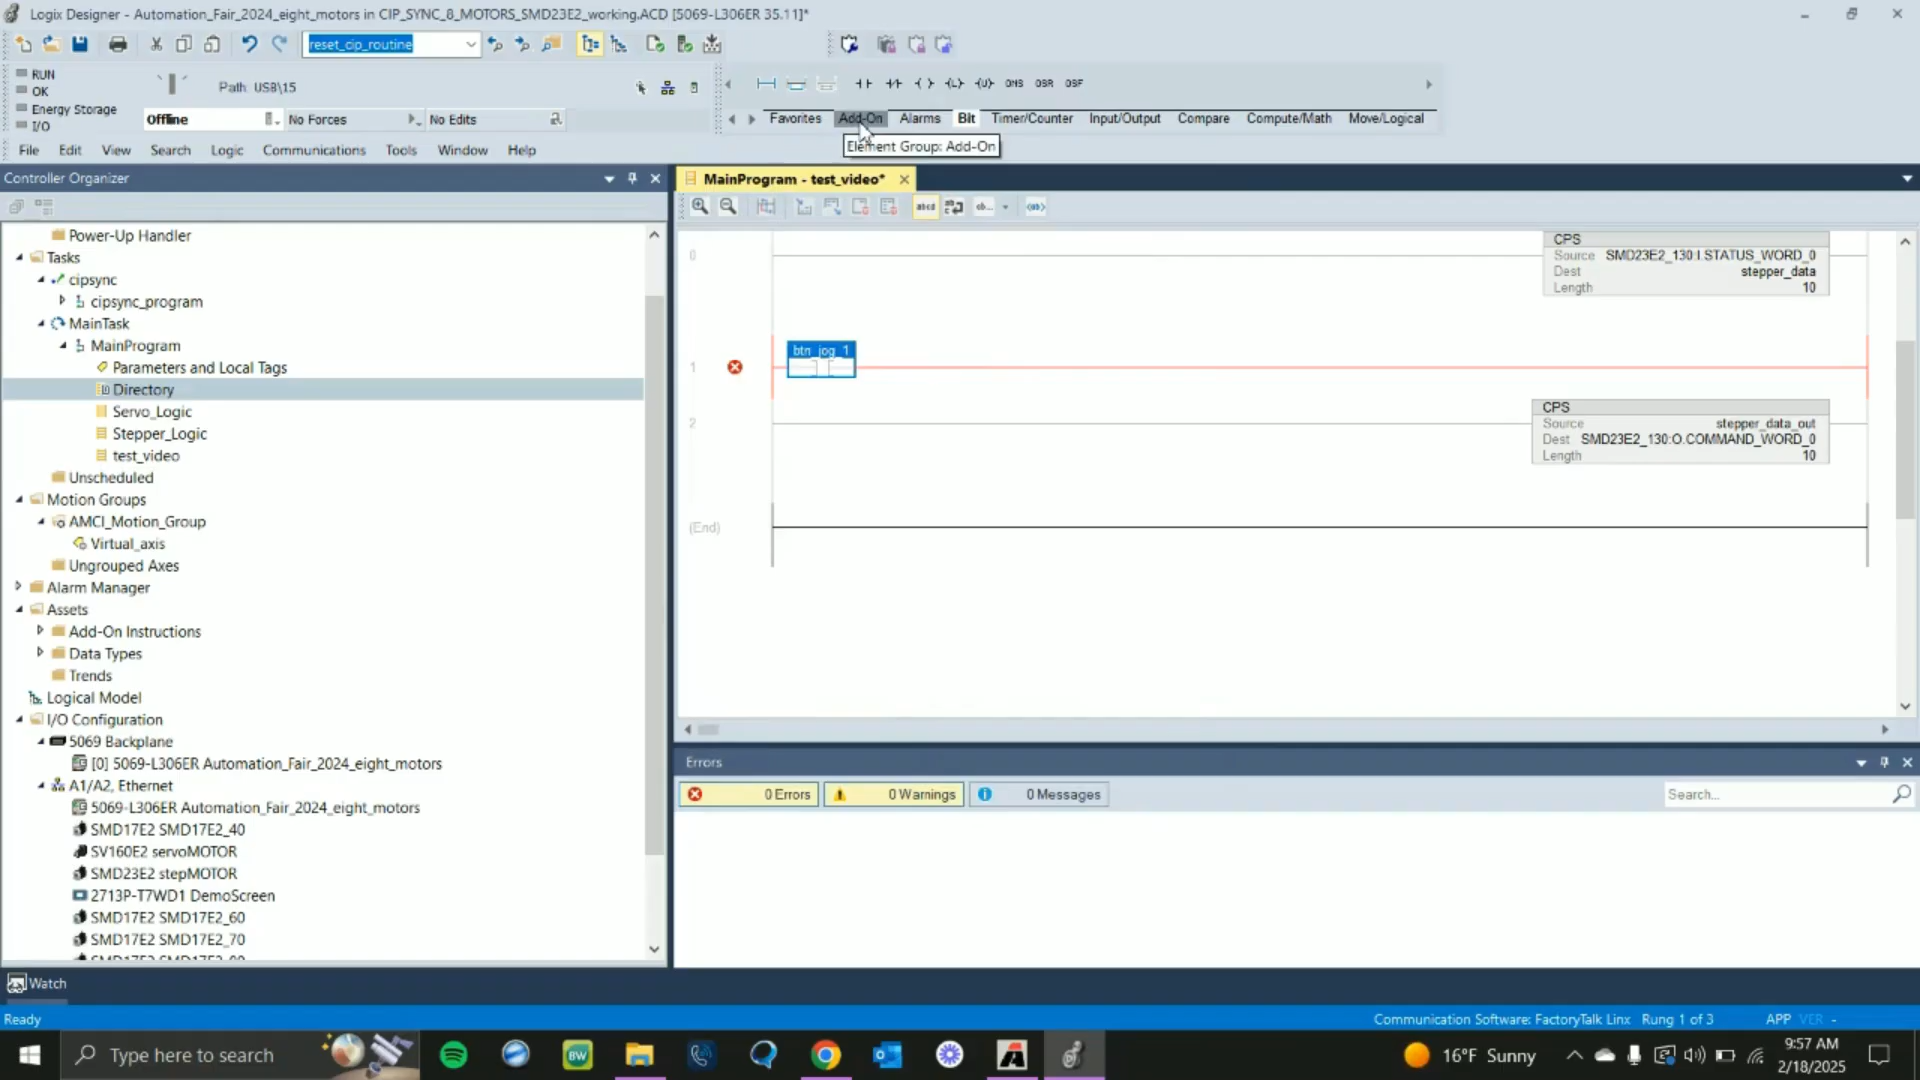 Logix Designer - Automation_Fair_2024_eight_motors in CIP_SYNC_8_MOTORS_SMD23E2_working.ACD [5069-L306ER 35.11]*
reset_cip_routine
RUN
OK
Energy Storage
I/O
Path: USB\15
Offline
No Forces
No Edits
ONS OSR OSF
Favorites Add-On Alarms Bit Timer/Counter Input/Output Compare Compute/Math Move/Logical
Element Group: Add-On
File Edit View Search Logic Communications Tools Window Help
Controller Organizer
Power-Up Handler
Tasks
cipsync
cipsync_program
MainTask
MainProgram
Parameters and Local Tags
Directory
Servo_Logic
Stepper_Logic
test_video
Unscheduled
Motion Groups
AMCI_Motion_Group
Virtual_axis
Ungrouped Axes
Alarm Manager
Assets
Add-On Instructions
Data Types
Trends
Logical Model
I/O Configuration
5069 Backplane
[0] 5069-L306ER Automation_Fair_2024_eight_motors
A1/A2, Ethernet
5069-L306ER Automation_Fair_2024_eight_motors
SMD17E2 SMD17E2_40
SV160E2 servoMOTOR
SMD23E2 stepMOTOR
2713P-T7WD1 DemoScreen
SMD17E2 SMD17E2_60
SMD17E2 SMD17E2_70
MainProgram - test_video*
0
CPS
Source SMD23E2_130:I.STATUS_WORD_0
Dest stepper_data
Length 10
1
btn_jog_1
2
CPS
Source stepper_data_out
Dest SMD23E2_130:O.COMMAND_WORD_0
Length 10
(End)
Errors
0 Errors
0 Warnings
0 Messages
Search...
Watch
Ready
Communication Software: FactoryTalk Linx Rung 1 of 3 APP VER -
Type here to search
BW
16°F Sunny
9:57 AM
2/18/2025